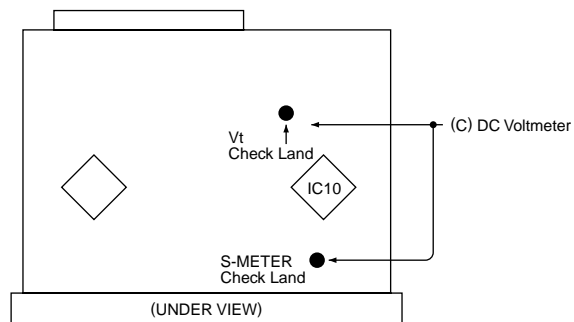 Vt
Check Land
(C) DC Voltmeter
IC10
S-METER
Check Land
(UNDER VIEW)